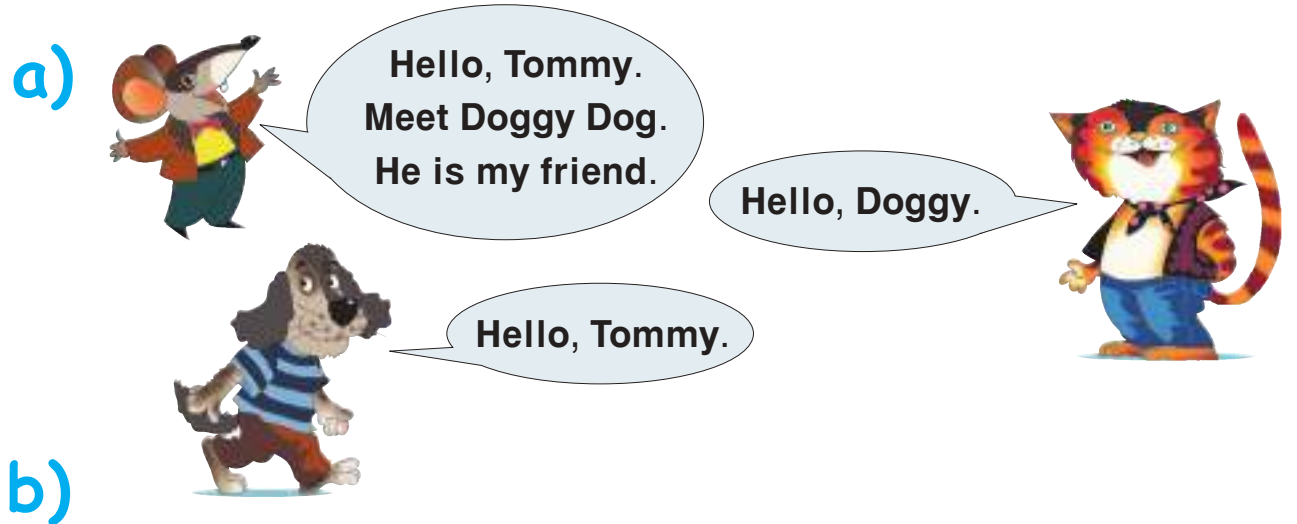 a)
Hello, Tommy.
Meet Doggy Dog.
He is my friend.
Hello, Doggy.
Hello, Tommy.
b)